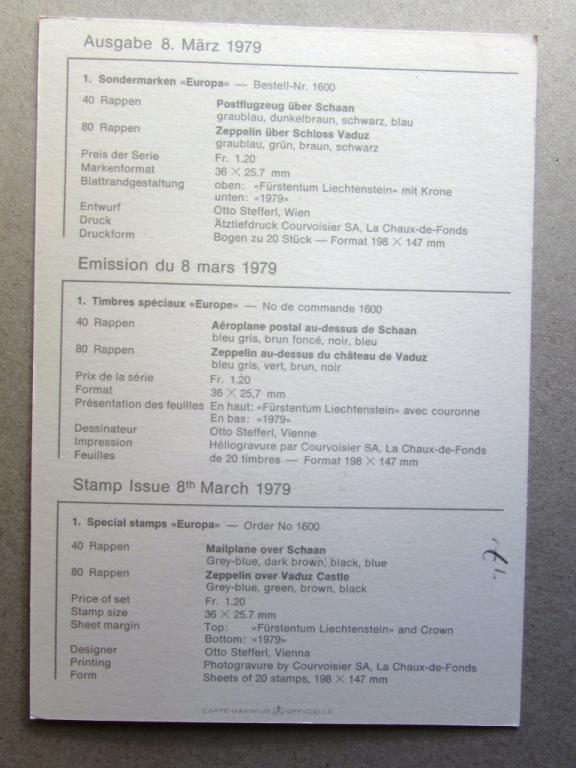 Ausgabe 8. März 1979
1. Sondermarken «Europa» — Bestell-Nr. 1600
40 Rappen Postflugzeug über Schaan
graublau, dunkelbraun, schwarz, blau
80 Rappen Zeppelin über Schloss Vaduz
graublau, grün, braun, schwarz
Preis der Serie Fr. 1.20
Markenformat 36 × 25.7 mm
Blattrandgestaltung oben: «Fürstentum Liechtenstein» mit Krone
unten: «1979»
Entwurf Otto Stefferl, Wien
Druck Ätztiefdruck Courvoisier SA, La Chaux-de-Fonds
Druckform Bogen zu 20 Stück — Format 198 × 147 mm
Emission du 8 mars 1979
1. Timbres spéciaux «Europe» — No de commande 1600
40 Rappen Aéroplane postal au-dessus de Schaan
bleu gris, brun foncé, noir, bleu
80 Rappen Zeppelin au-dessus du château de Vaduz
bleu gris, vert, brun, noir
Prix de la série Fr. 1.20
Format 36 × 25,7 mm
Présentation des feuilles En haut: «Fürstentum Liechtenstein» avec couronne
En bas: «1979»
Dessinateur Otto Stefferl, Vienne
Impression Héliogravure par Courvoisier SA, La Chaux-de-Fonds
Feuilles de 20 timbres — Format 198 × 147 mm
Stamp Issue 8th March 1979
1. Special stamps «Europa» — Order No 1600
40 Rappen Mailplane over Schaan
Grey-blue, dark brown, black, blue
80 Rappen Zeppelin over Vaduz Castle
Grey-blue, green, brown, black
Price of set Fr. 1.20
Stamp size 36 × 25.7 mm
Sheet margin Top: «Fürstentum Liechtenstein» and Crown
Bottom: «1979»
Designer Otto Stefferl, Vienna
Printing Photogravure by Courvoisier SA, La Chaux-de-Fonds
Form Sheets of 20 stamps, 198 × 147 mm
CARTE-MAXIMUM OFFICIELLE